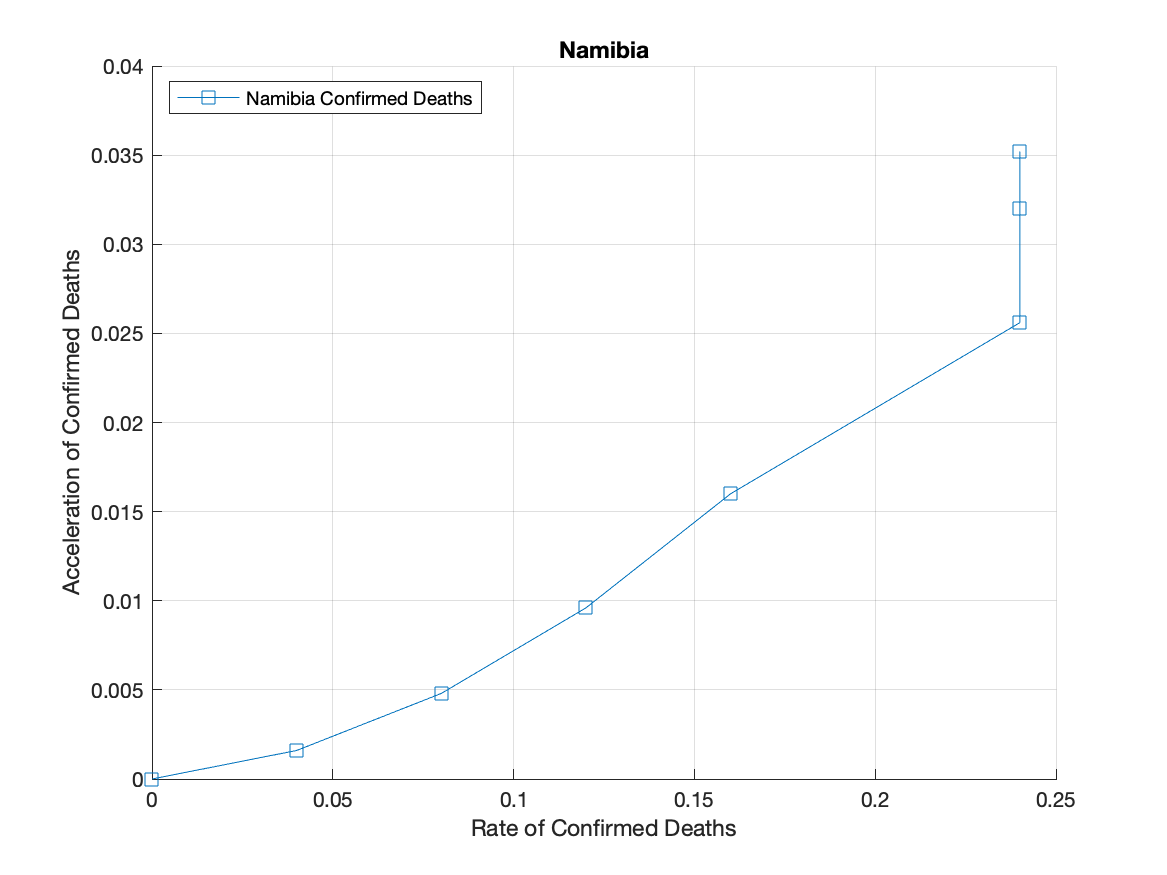 Namibia
Namibia Confirmed Deaths
0.04
0.035
0.03
0.025
0.02
0.015
0.01
0.005
0
0 0.05 0.1 0.15 0.2 0.25
Acceleration of Confirmed Deaths
Rate of Confirmed Deaths